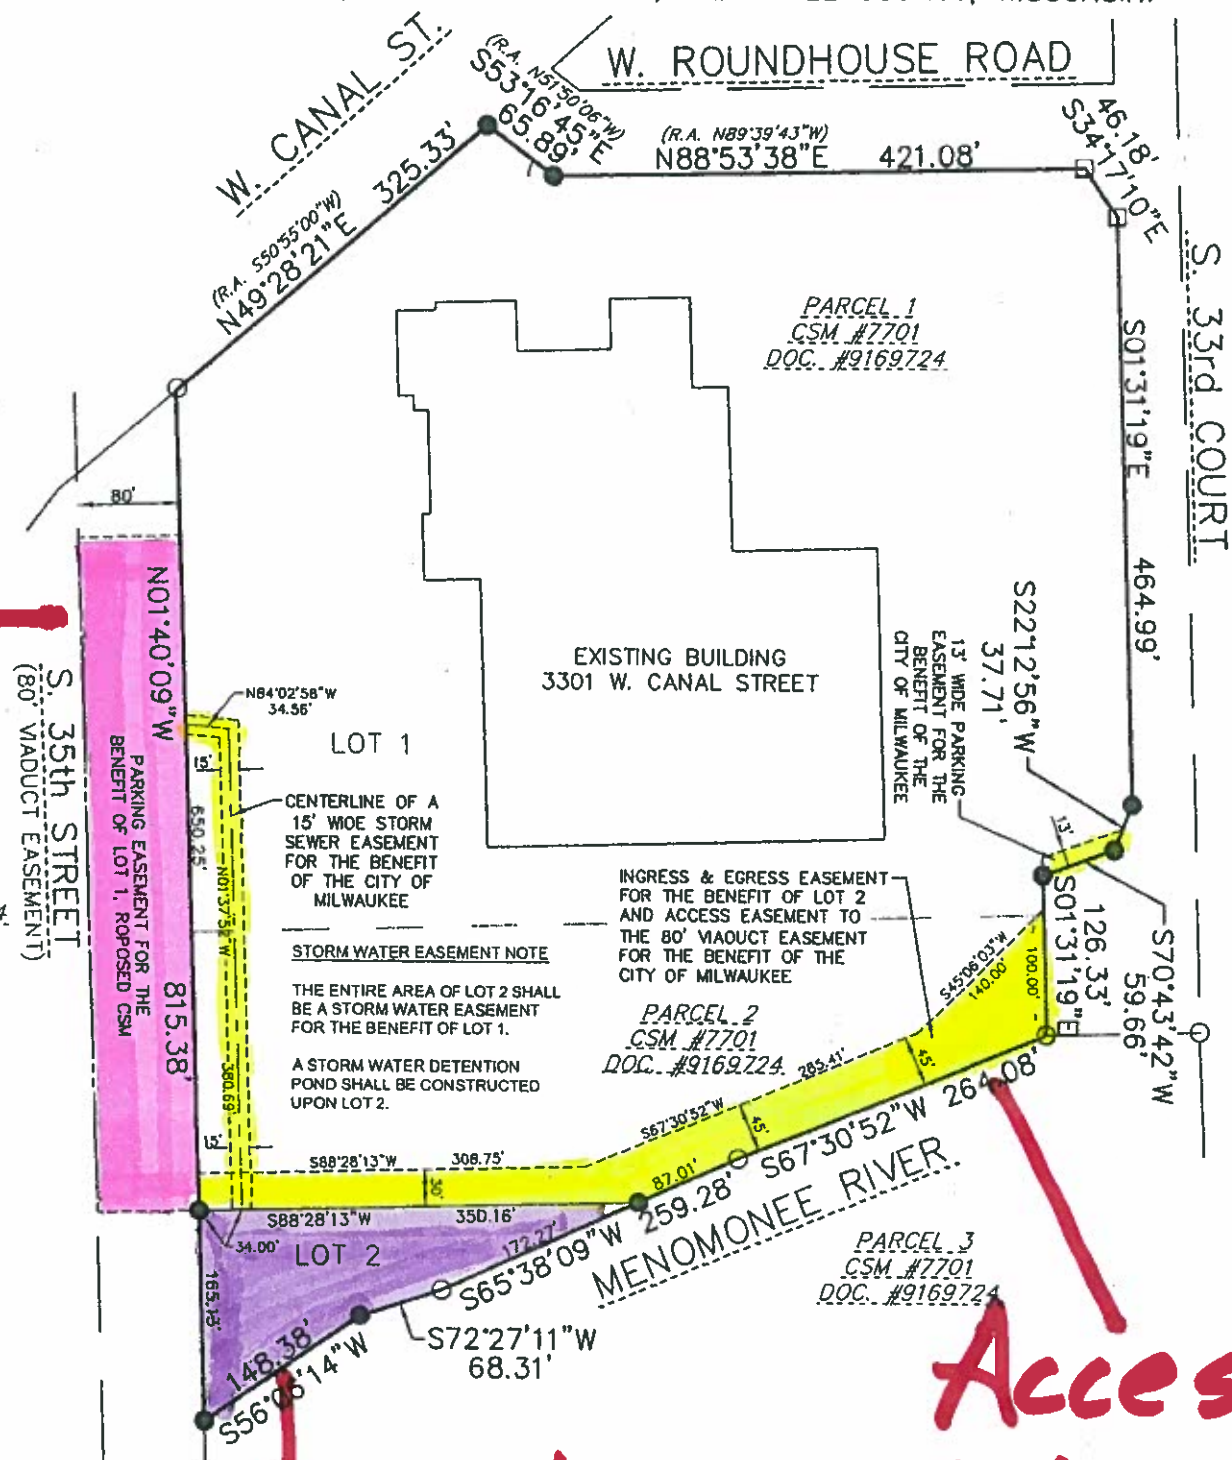 W. CANAL ST.
W. ROUNDHOUSE ROAD
(R.A. N51°50'06"W)
S53°16'45"E
65.89'
(R.A. N89°39'43"W)
N88°53'38"E 421.08'
46.18'
S34°17'10"E
(R.A. S50°55'00"W)
N49°28'21"E 325.33'
S. 33rd COURT
PARCEL 1
CSM #7701
DOC. #9169724
S01°31'19"E 464.99'
80'
N01°40'09"W 815.38'
EXISTING BUILDING
3301 W. CANAL STREET
S22°12'56"W
37.71'
13' WIDE PARKING
EASEMENT FOR THE
BENEFIT OF THE
CITY OF MILWAUKEE
S. 35th STREET
(80' VIADUCT EASEMENT)
PARKING EASEMENT FOR THE
BENEFIT OF LOT 1, ROPOSED CSM
N84°02'58"W
34.56'
LOT 1
15'
650.25'
CENTERLINE OF A
15' WIDE STORM
SEWER EASEMENT
FOR THE BENEFIT
OF THE CITY OF
MILWAUKEE
380.69'
13'
INGRESS & EGRESS EASEMENT
FOR THE BENEFIT OF LOT 2
AND ACCESS EASEMENT TO
THE 80' VIADUCT EASEMENT
FOR THE BENEFIT OF THE
CITY OF MILWAUKEE
STORM WATER EASEMENT NOTE
THE ENTIRE AREA OF LOT 2 SHALL
BE A STORM WATER EASEMENT
FOR THE BENEFIT OF LOT 1.
A STORM WATER DETENTION
POND SHALL BE CONSTRUCTED
UPON LOT 2.
PARCEL 2
CSM #7701
DOC. #9169724
S45°06'03"W
140.00'
100.00'
S01°31'19"E
126.33'
S70°43'42"W
59.66'
S67°30'52"W 285.41'
45'
45'
S67°30'52"W 264.08'
15'
S88°28'13"W 308.75'
30'
87.01'
S88°28'13"W 350.16'
34.00'
LOT 2
172.27'
S65°38'09"W 259.28'
MENOMONEE RIVER
PARCEL 3
CSM #7701
DOC. #9169724
165.13'
148.38'
S56°06'14"W
S72°27'11"W
68.31'
Acces